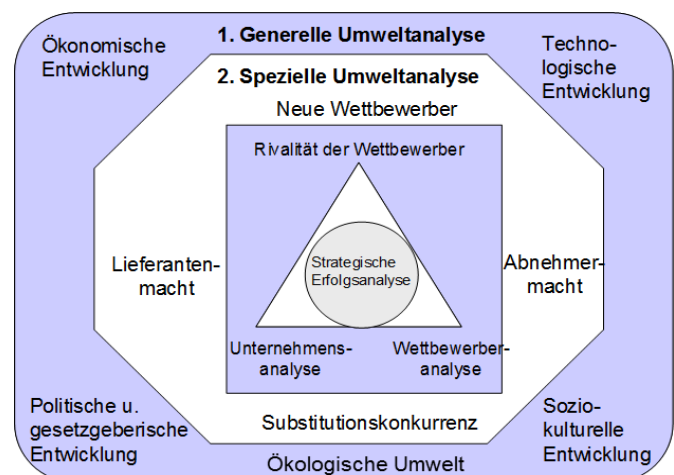 Ökonomische
Entwicklung
1. Generelle Umweltanalyse
Techno-
logische
Entwicklung
2. Spezielle Umweltanalyse
Neue Wettbewerber
Rivalität der Wettbewerber
Lieferanten-
macht
Strategische
Erfolgsanalyse
Abnehmer-
macht
Unternehmens-
analyse
Wettbewerber-
analyse
Politische u.
gesetzgeberische
Entwicklung
Substitutionskonkurrenz
Sozio-
kulturelle
Entwicklung
Ökologische Umwelt